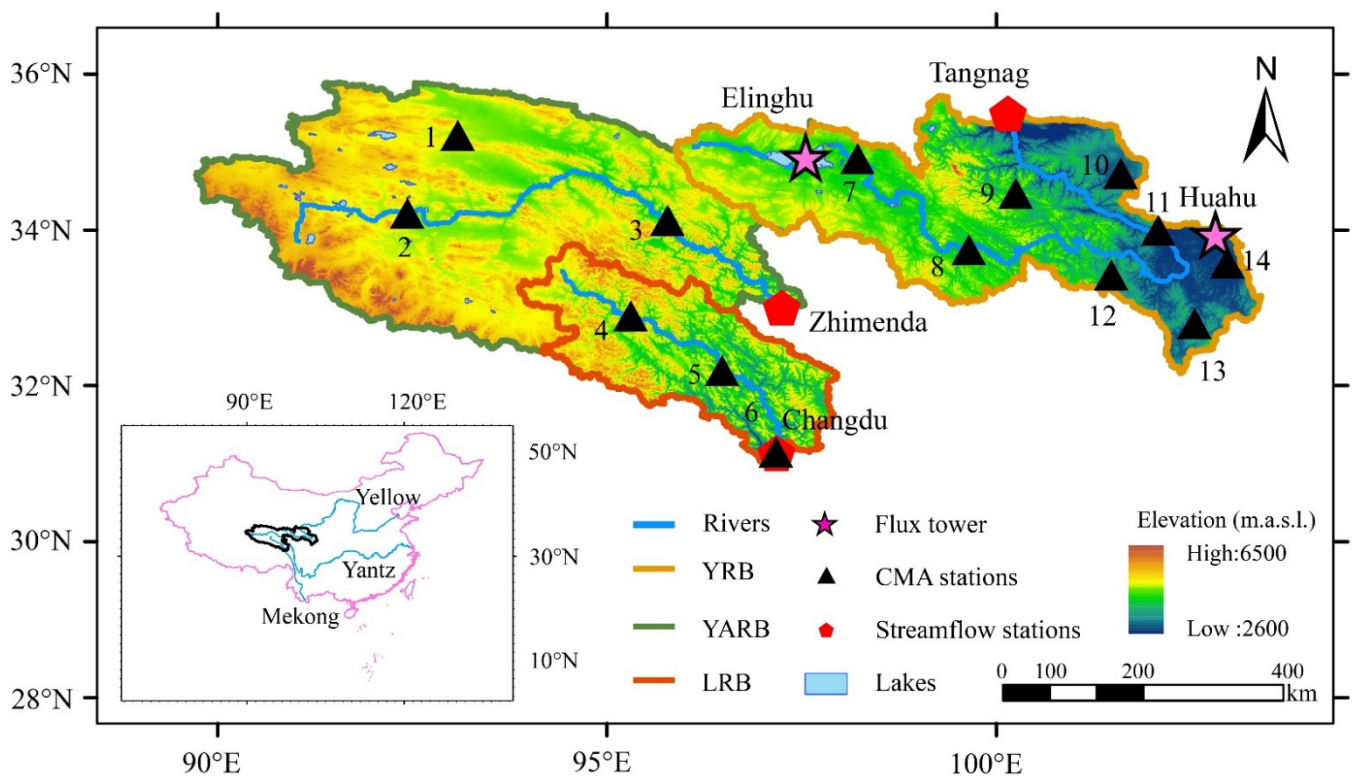 36°N
34°N
32°N
30°N
28°N
90°E
95°E
100°E
N
Tangnag
Elinghu
Huahu
Zhimenda
Changdu
1
2
3
4
5
6
7
8
9
10
11
12
13
14
90°E
120°E
50°N
30°N
10°N
Yellow
Yantz
Mekong
Rivers
YRB
YARB
LRB
Flux tower
CMA stations
Streamflow stations
Lakes
Elevation (m.a.s.l.)
High:6500
Low :2600
0 100 200 400
km